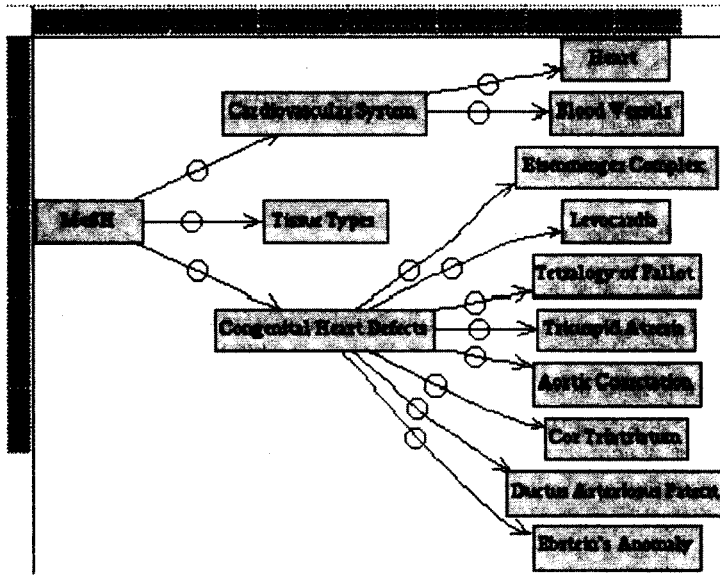 Heart
Cardiovascular System
Blood Vessels
Eisenmenger Complex
MeSH
Tissue Types
Levocardia
Tetralogy of Fallot
Congenital Heart Defects
Tricuspid Atresia
Aortic Coarctation
Cor Triatriatum
Ductus Arteriosus Patent
Ebstein's Anomaly